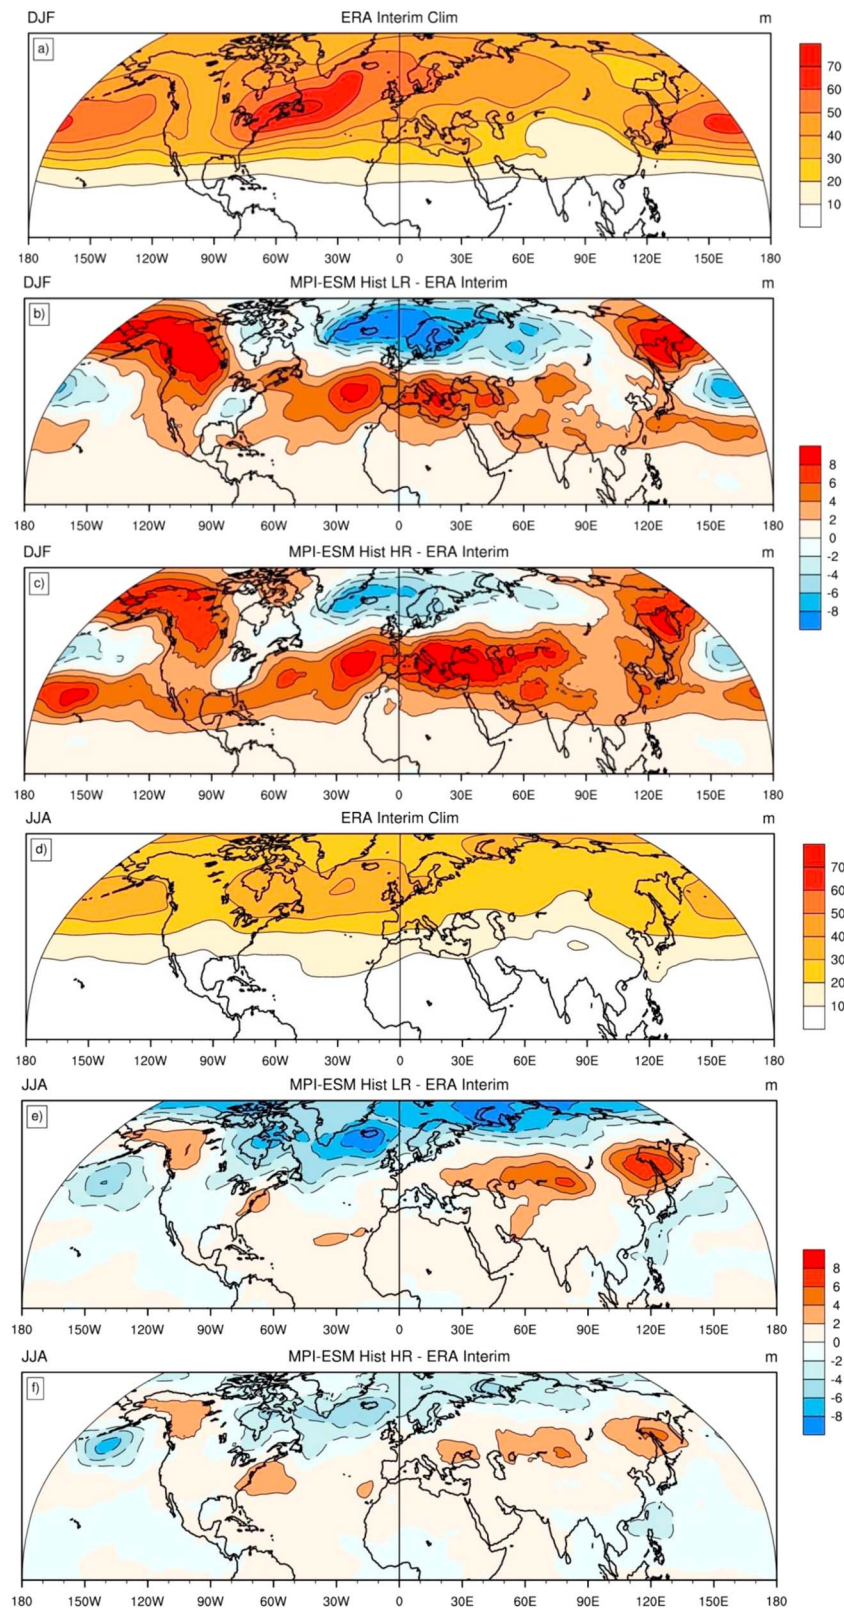 DJF ERA Interim Clim m
a)
70
60
50
40
30
20
10
180 150W 120W 90W 60W 30W 0 30E 60E 90E 120E 150E 180
DJF MPI-ESM Hist LR - ERA Interim m
b)
8
6
4
2
0
-2
-4
-6
-8
180 150W 120W 90W 60W 30W 0 30E 60E 90E 120E 150E 180
DJF MPI-ESM Hist HR - ERA Interim m
c)
180 150W 120W 90W 60W 30W 0 30E 60E 90E 120E 150E 180
JJA ERA Interim Clim m
d)
70
60
50
40
30
20
10
180 150W 120W 90W 60W 30W 0 30E 60E 90E 120E 150E 180
JJA MPI-ESM Hist LR - ERA Interim m
e)
8
6
4
2
0
-2
-4
-6
-8
180 150W 120W 90W 60W 30W 0 30E 60E 90E 120E 150E 180
JJA MPI-ESM Hist HR - ERA Interim m
f)
180 150W 120W 90W 60W 30W 0 30E 60E 90E 120E 150E 180